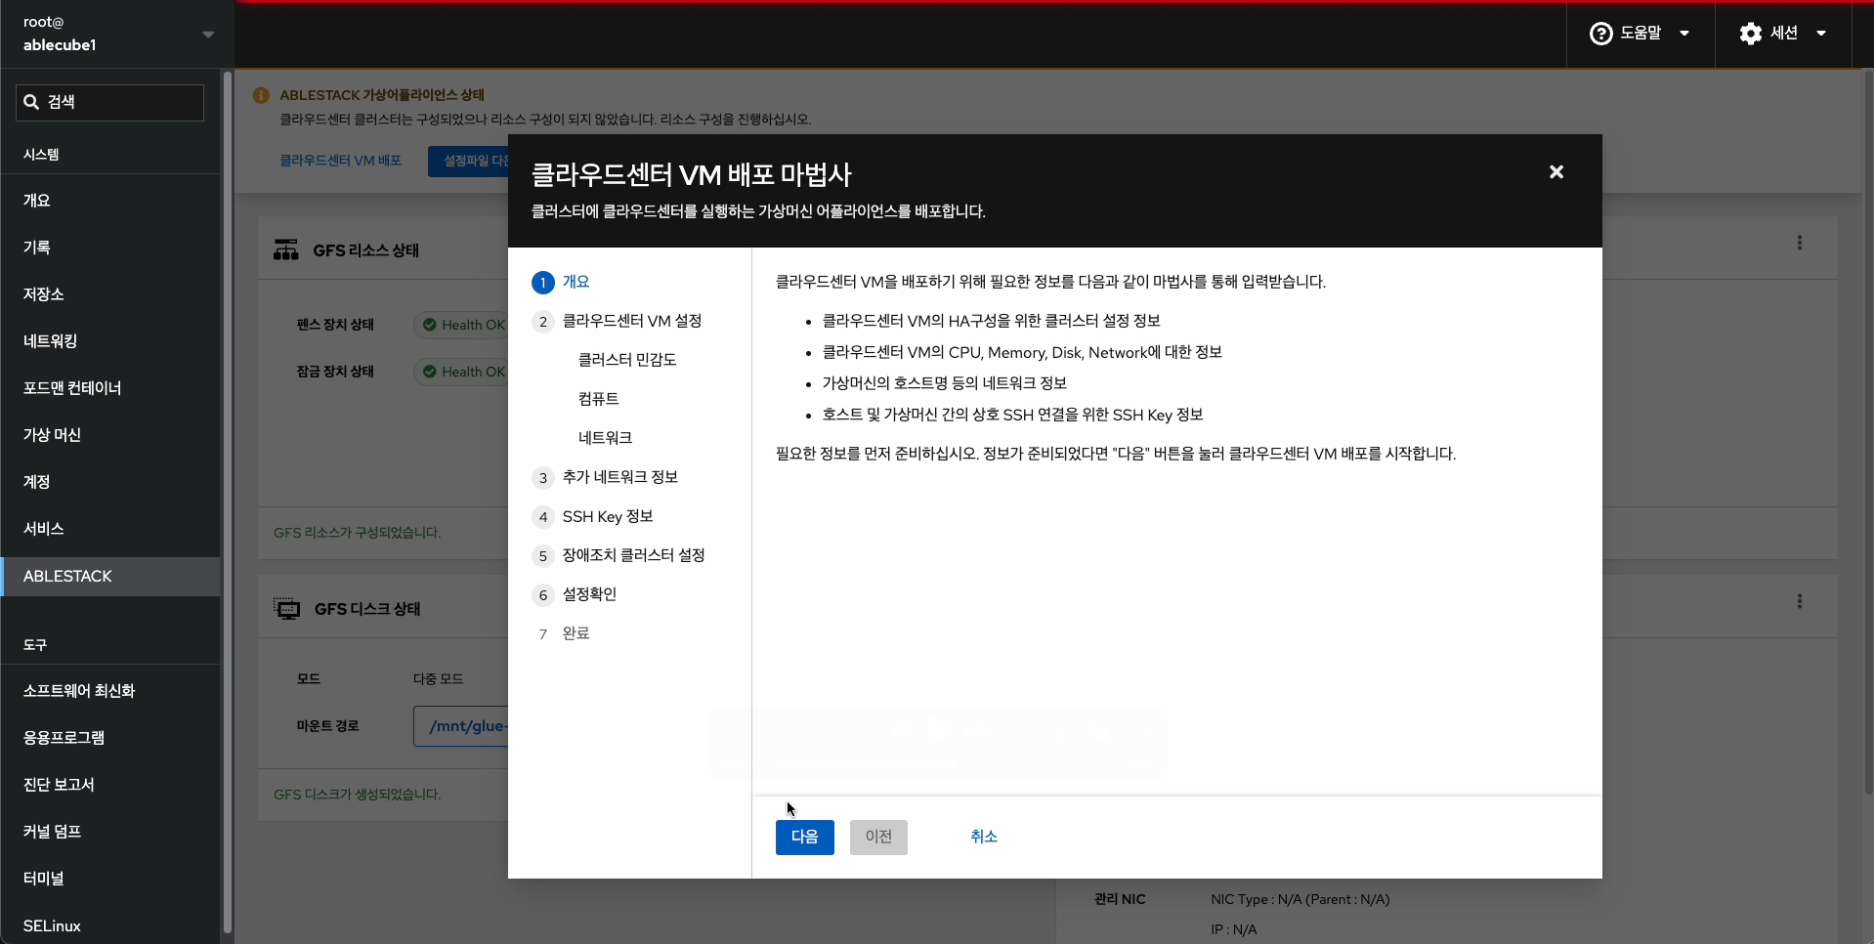 root@
ablecube1
도움말
세션
검색
시스템
개요
기록
저장소
네트워킹
포드맨 컨테이너
가상 머신
계정
서비스
ABLESTACK
도구
소프트웨어 최신화
응용프로그램
진단 보고서
커널 덤프
터미널
SELinux
ABLESTACK 가상어플라이언스 상태
클라우드센터 클러스터는 구성되었으나 리소스 구성이 되지 않았습니다. 리소스 구성을 진행하십시오.
클라우드센터 VM 배포
설정파일
GFS 리소스 상태
펜스 장치 상태
Health OK
잠금 장치 상태
Health OK
GFS 리소스가 구성되었습니다.
GFS 디스크 상태
모드
다중 모드
마운트 경로
/mnt/glue-
GFS 디스크가 생성되었습니다.
클라우드센터 VM 배포 마법사
클러스터에 클라우드센터를 실행하는 가상머신 어플라이언스를 배포합니다.
1 개요
2 클라우드센터 VM 설정
클러스터 민감도
컴퓨트
네트워크
3 추가 네트워크 정보
4 SSH Key 정보
5 장애조치 클러스터 설정
6 설정확인
7 완료
클라우드센터 VM을 배포하기 위해 필요한 정보를 다음과 같이 마법사를 통해 입력받습니다.
• 클라우드센터 VM의 HA구성을 위한 클러스터 설정 정보
• 클라우드센터 VM의 CPU, Memory, Disk, Network에 대한 정보
• 가상머신의 호스트명 등의 네트워크 정보
• 호스트 및 가상머신 간의 상호 SSH 연결을 위한 SSH Key 정보
필요한 정보를 먼저 준비하십시오. 정보가 준비되었다면 "다음" 버튼을 눌러 클라우드센터 VM 배포를 시작합니다.
다음
이전
취소
관리 NIC
NIC Type : N/A (Parent : N/A)
IP : N/A